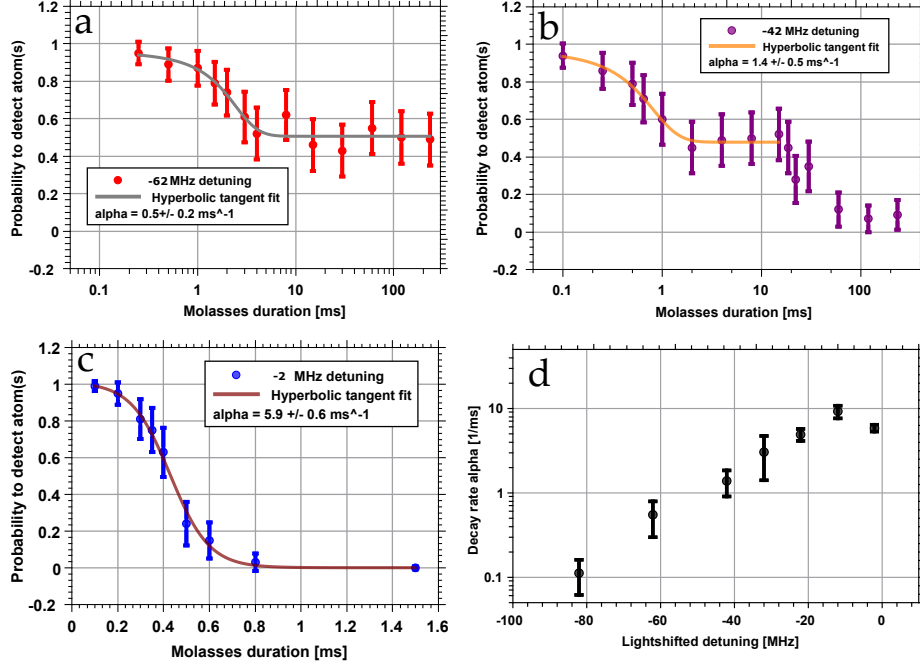 a
1.2
1
0.8
0.6
0.4
0.2
0
-0.2
Probability to detect atom(s)
-62 MHz detuning
Hyperbolic tangent fit
alpha = 0.5+/- 0.2 ms^-1
0.1 1 10 100
Molasses duration [ms]
b
1.2
1
0.8
0.6
0.4
0.2
0
-0.2
Probability to detect atom(s)
-42 MHz detuning
Hyperbolic tangent fit
alpha = 1.4 +/- 0.5 ms^-1
0.1 1 10 100
Molasses duration [ms]
c
1.2
1
0.8
0.6
0.4
0.2
0
-0.2
Probability to detect atom(s)
-2 MHz detuning
Hyperbolic tangent fit
alpha = 5.9 +/- 0.6 ms^-1
0 0.2 0.4 0.6 0.8 1 1.2 1.4 1.6
Molasses duration [ms]
d
10
1
0.1
Decay rate alpha [1/ms]
-100 -80 -60 -40 -20 0
Lightshifted detuning [MHz]